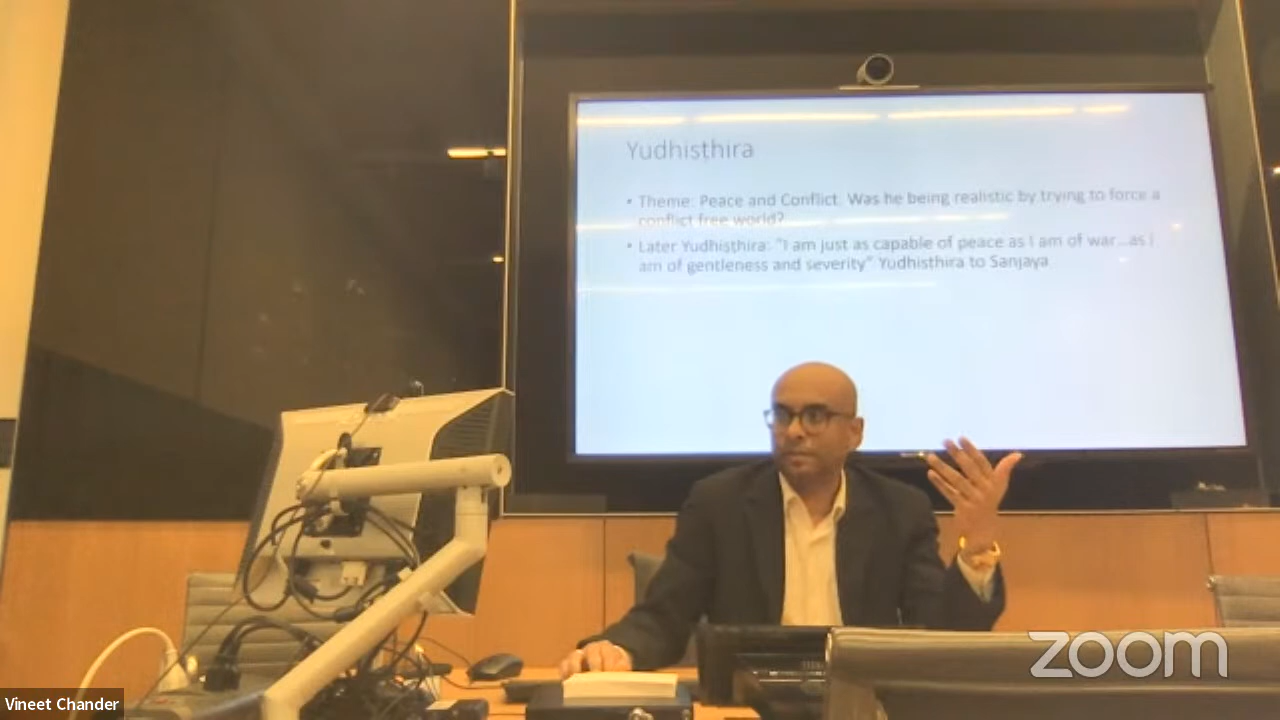 Yudhisthira
• Theme: Peace and Conflict. Was he being realistic by trying to force a
conflict free world?
• Later Yudhisthira: "I am just as capable of peace as I am of war...as I
am of gentleness and severity" Yudhisthira to Sanjaya
zoom
Vineet Chander